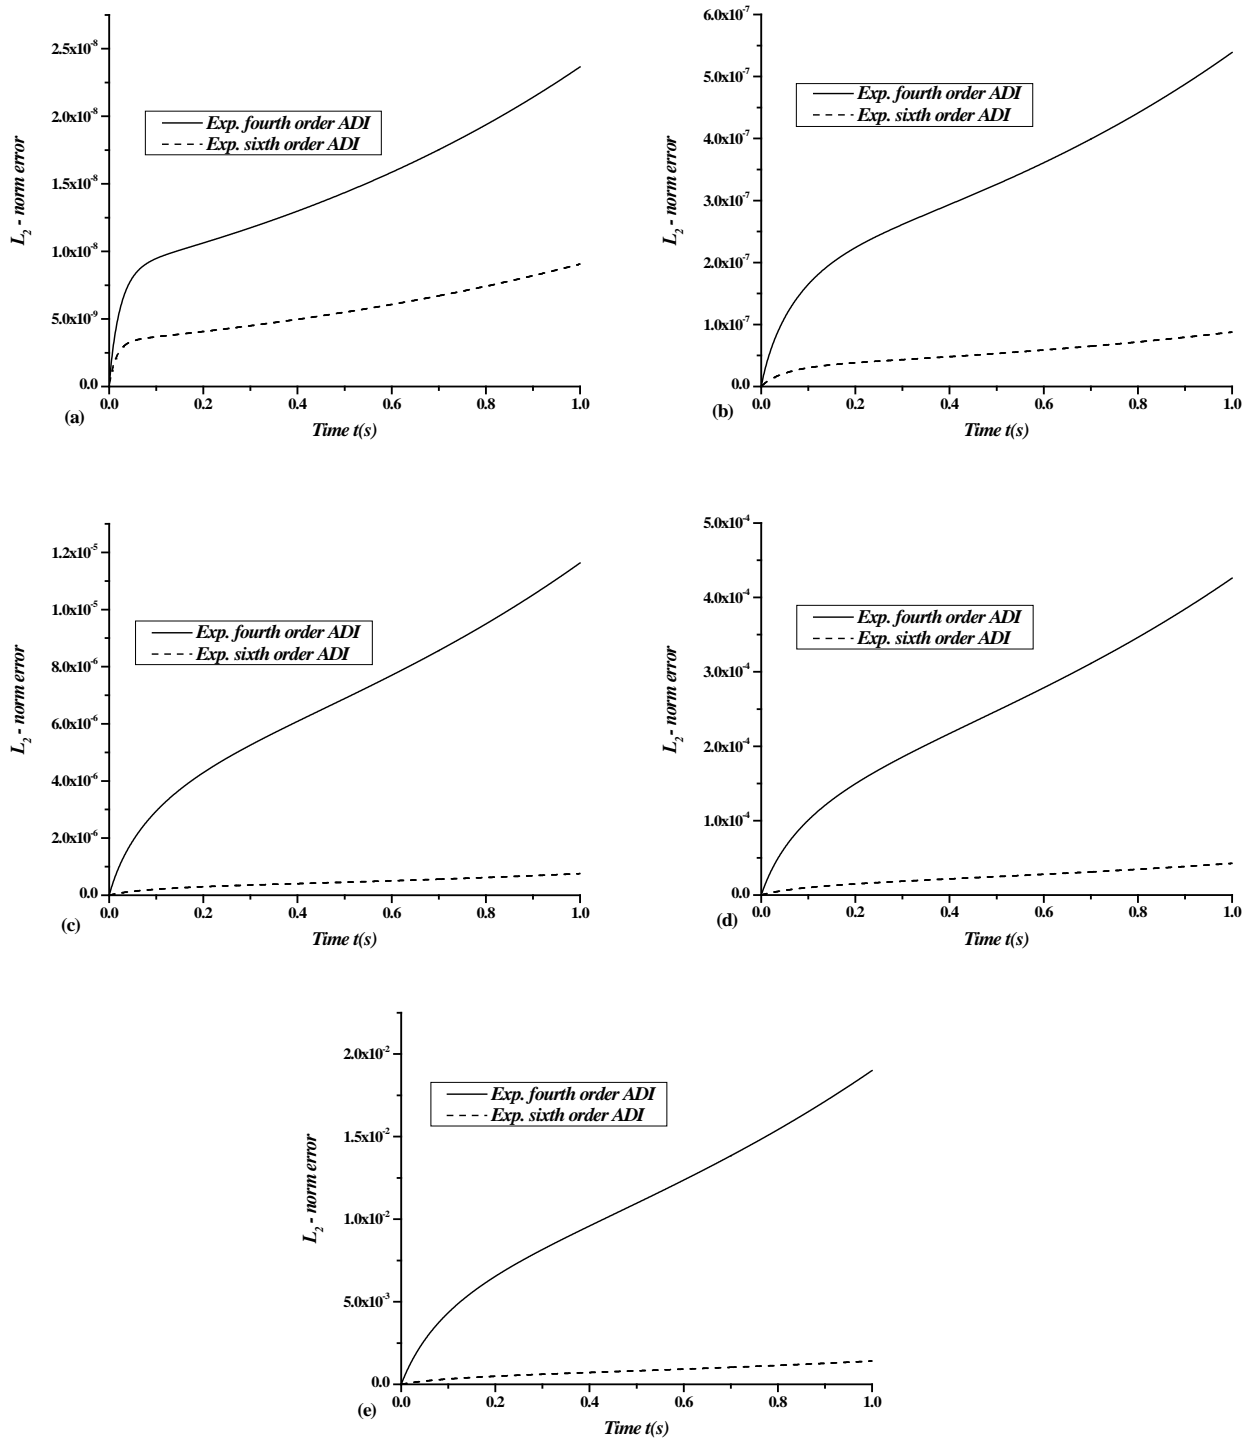 2.5x10⁻⁸
2.0x10⁻⁸
1.5x10⁻⁸
1.0x10⁻⁸
5.0x10⁻⁹
0.0
L₂ - norm error
Exp. fourth order ADI
Exp. sixth order ADI
0.0 0.2 0.4 0.6 0.8 1.0
(a)
Time t(s)
6.0x10⁻⁷
5.0x10⁻⁷
4.0x10⁻⁷
3.0x10⁻⁷
2.0x10⁻⁷
1.0x10⁻⁷
0.0
L₂ - norm error
Exp. fourth order ADI
Exp. sixth order ADI
0.0 0.2 0.4 0.6 0.8 1.0
(b)
Time t(s)
1.2x10⁻⁵
1.0x10⁻⁵
8.0x10⁻⁶
6.0x10⁻⁶
4.0x10⁻⁶
2.0x10⁻⁶
0.0
L₂ - norm error
Exp. fourth order ADI
Exp. sixth order ADI
0.0 0.2 0.4 0.6 0.8 1.0
(c)
Time t(s)
5.0x10⁻⁴
4.0x10⁻⁴
3.0x10⁻⁴
2.0x10⁻⁴
1.0x10⁻⁴
0.0
L₂ - norm error
Exp. fourth order ADI
Exp. sixth order ADI
0.0 0.2 0.4 0.6 0.8 1.0
(d)
Time t(s)
2.0x10⁻²
1.5x10⁻²
1.0x10⁻²
5.0x10⁻³
0.0
L₂ - norm error
Exp. fourth order ADI
Exp. sixth order ADI
0.0 0.2 0.4 0.6 0.8 1.0
(e)
Time t(s)